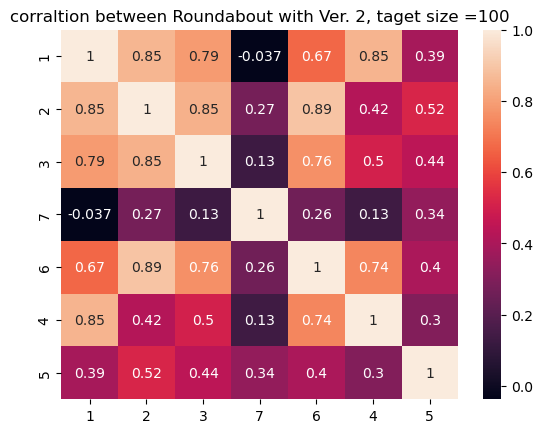 corraltion between Roundabout with Ver. 2, taget size =100
1 1 0.85 0.79 -0.037 0.67 0.85 0.39
2 0.85 1 0.85 0.27 0.89 0.42 0.52
3 0.79 0.85 1 0.13 0.76 0.5 0.44
7 -0.037 0.27 0.13 1 0.26 0.13 0.34
6 0.67 0.89 0.76 0.26 1 0.74 0.4
4 0.85 0.42 0.5 0.13 0.74 1 0.3
5 0.39 0.52 0.44 0.34 0.4 0.3 1
1 2 3 7 6 4 5
1.0
0.8
0.6
0.4
0.2
0.0